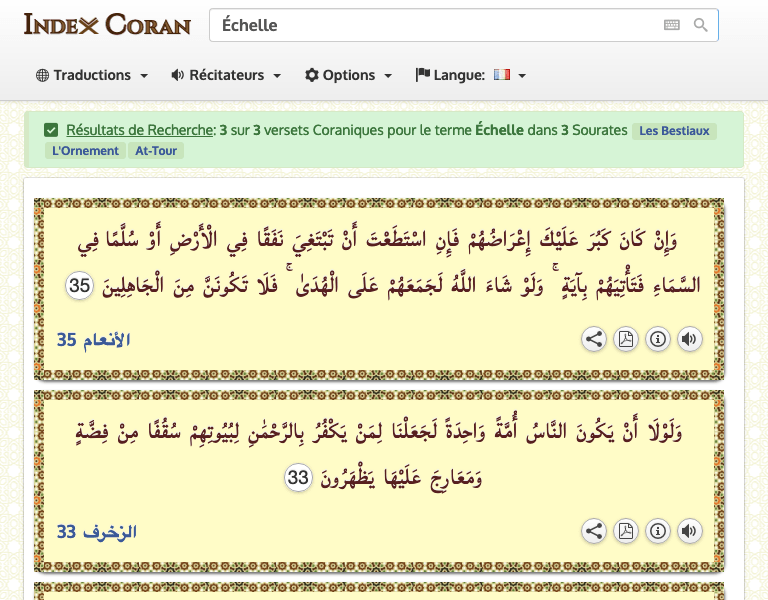 Index Coran
Échelle
Traductions Récitateurs Options Langue:
Résultats de Recherche: 3 sur 3 versets Coraniques pour le terme Échelle dans 3 Sourates Les Bestiaux
L'Ornement At-Tour
وَإِنْ كَانَ كَبُرَ عَلَيْكَ إِعْرَاضُهُمْ فَإِنِ اسْتَطَعْتَ أَنْ تَبْتَغِيَ نَفَقًا فِي الْأَرْضِ أَوْ سُلَّمًا فِي
السَّمَاءِ فَتَأْتِيَهُمْ بِآيَةٍ ۚ وَلَوْ شَاءَ اللَّهُ لَجَمَعَهُمْ عَلَى الْهُدَىٰ ۚ فَلَا تَكُونَنَّ مِنَ الْجَاهِلِينَ 35
الأنعام 35
وَلَوْلَا أَنْ يَكُونَ النَّاسُ أُمَّةً وَاحِدَةً لَجَعَلْنَا لِمَنْ يَكْفُرُ بِالرَّحْمَٰنِ لِبُيُوتِهِمْ سُقُفًا مِنْ فِضَّةٍ
وَمَعَارِجَ عَلَيْهَا يَظْهَرُونَ 33
الزخرف 33